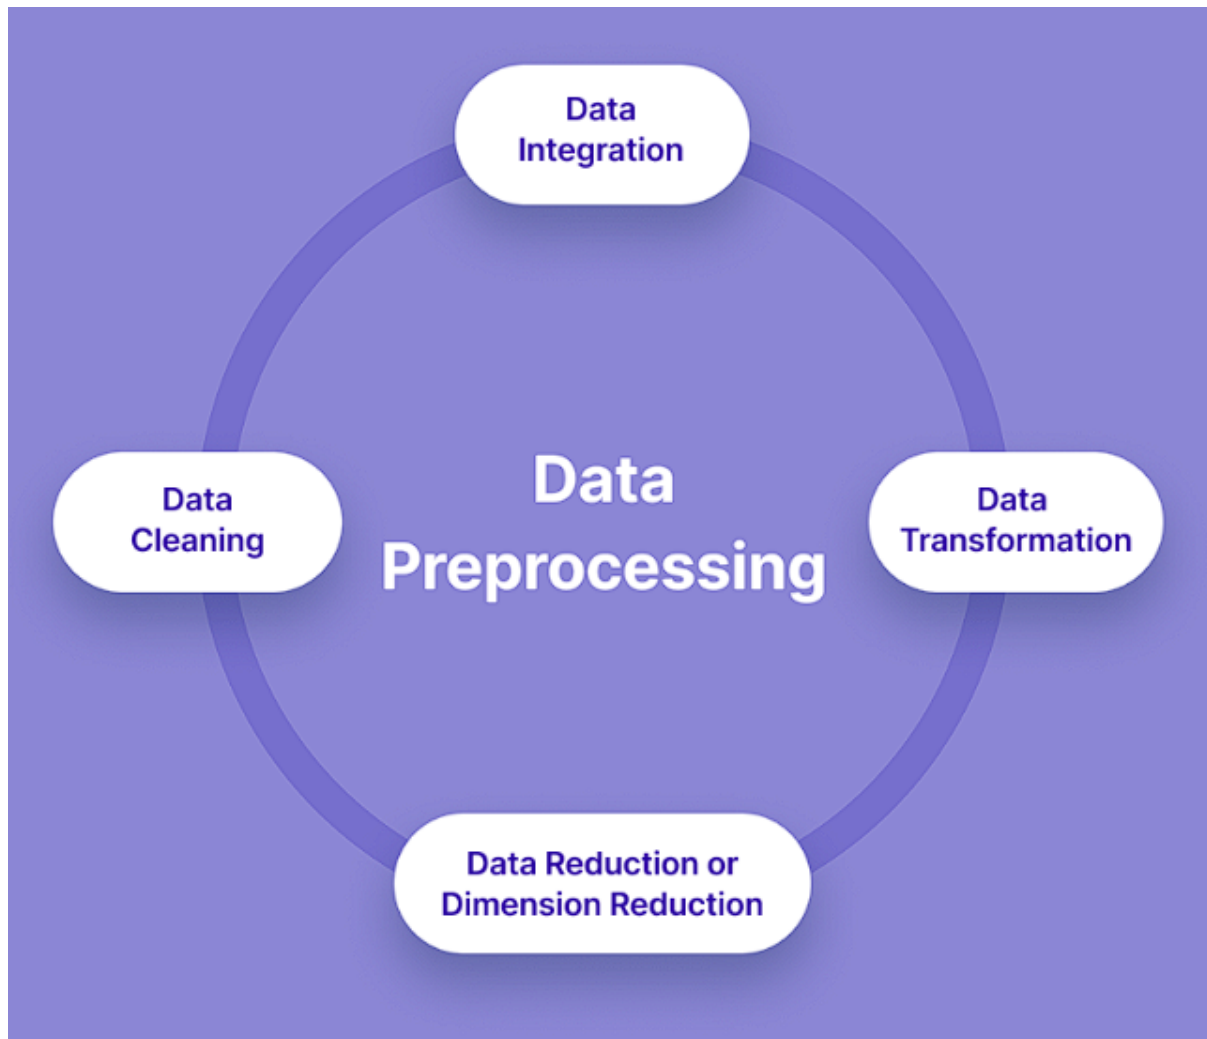 Data
Integration
Data
Cleaning
Data
Preprocessing
Data
Transformation
Data Reduction or
Dimension Reduction